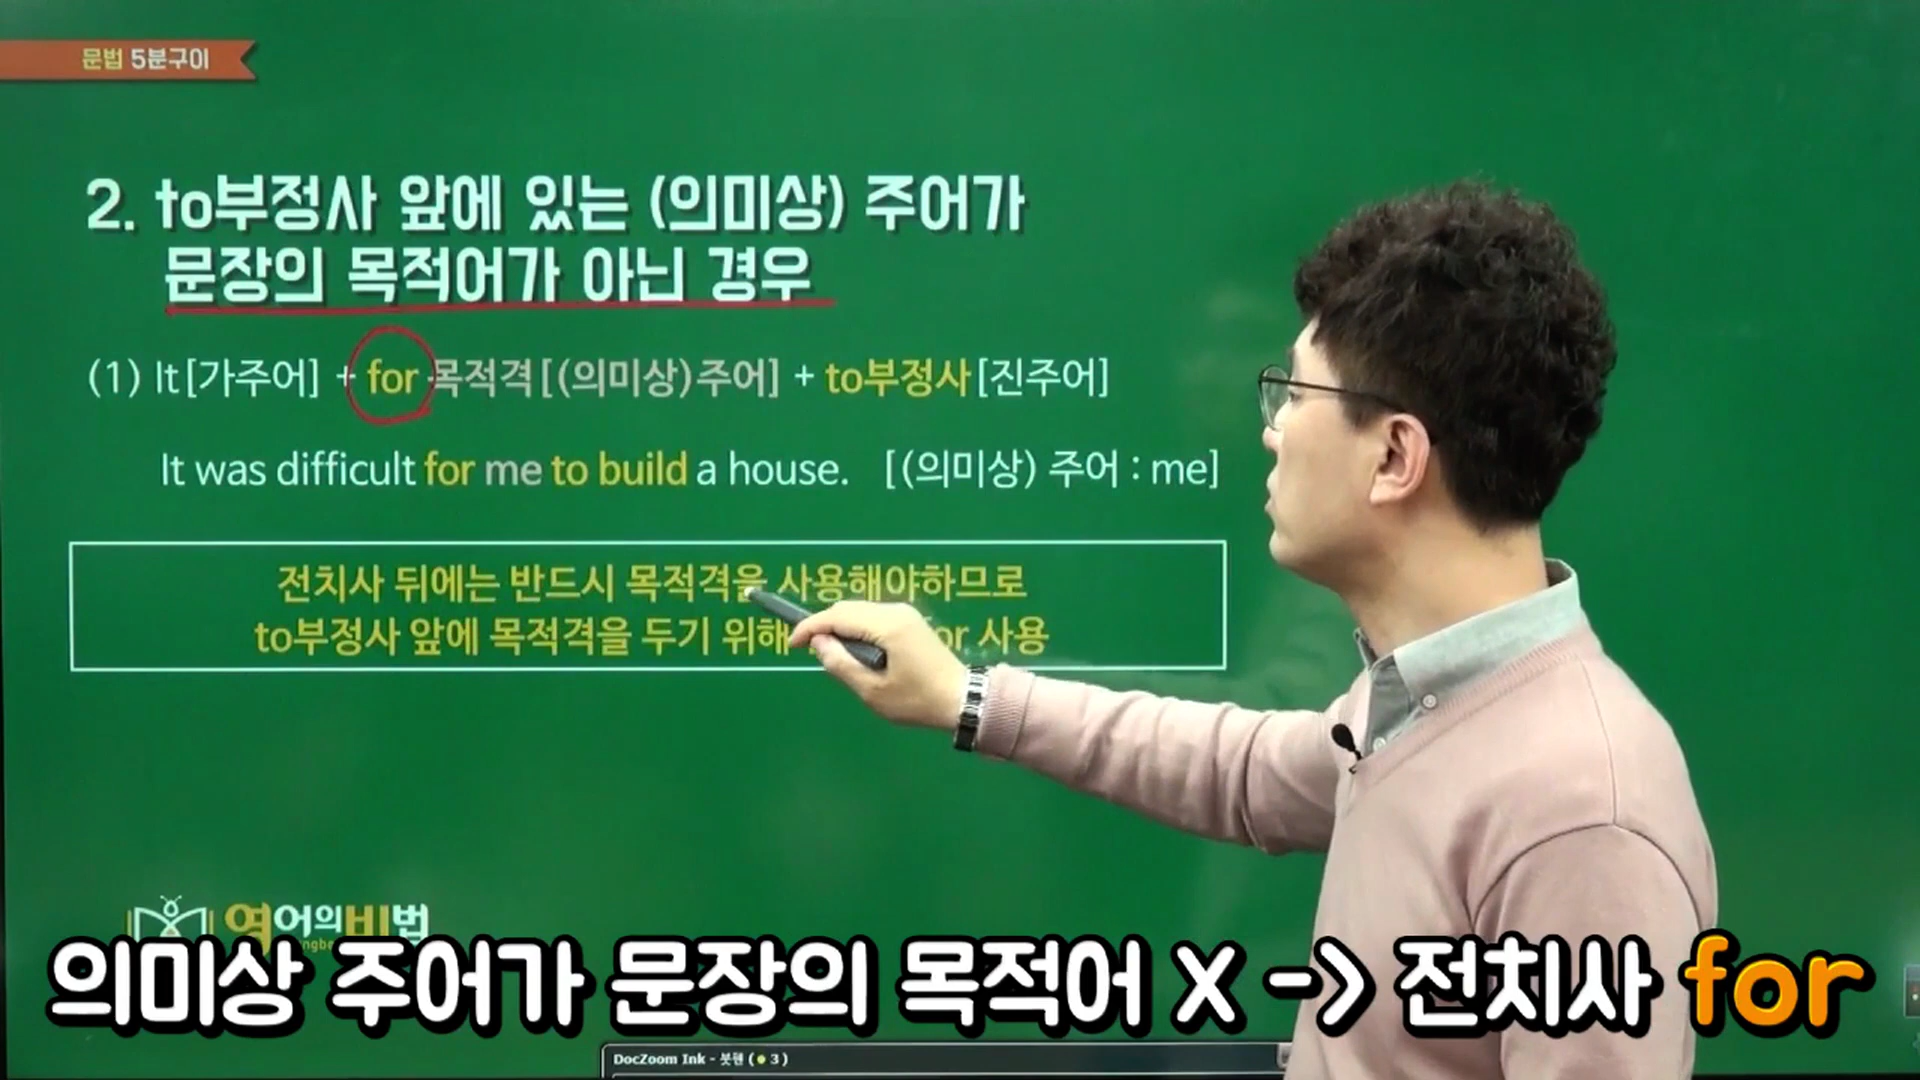 문법 5분구이
2. to부정사 앞에 있는 (의미상) 주어가
문장의 목적어가 아닌 경우
(1) It[가주어] + for 목적격[(의미상)주어] + to부정사[진주어]
It was difficult for me to build a house. [(의미상) 주어 : me]
전치사 뒤에는 반드시 목적격을 사용해야하므로
to부정사 앞에 목적격을 두기 위해 사용
영어의비법
의미상 주어가 문장의 목적어 X -> 전치사 for
DocZoom Ink - 붓펜 ( 3 )